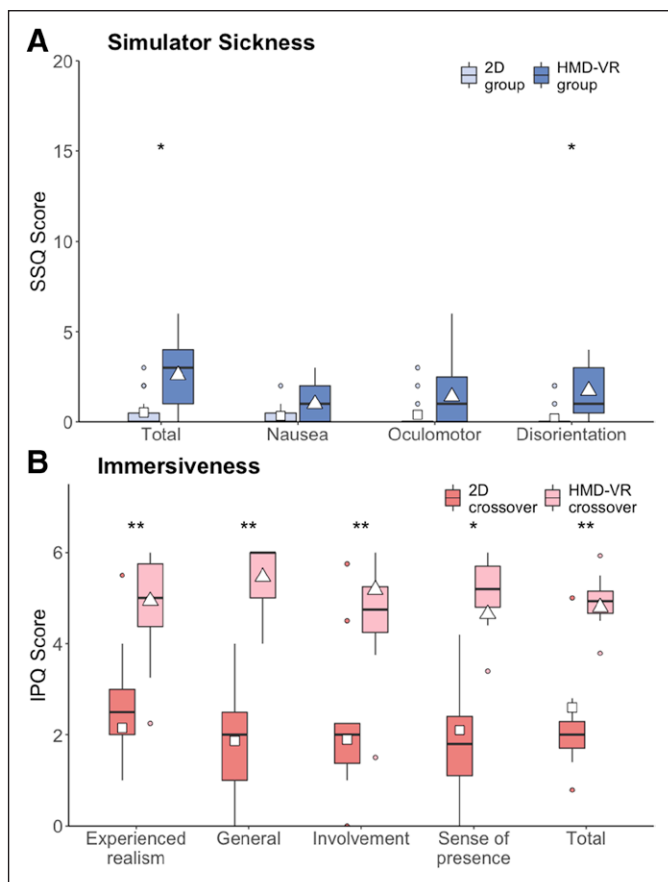 A Simulator Sickness
2D group
HMD-VR group
20
15
10
5
0
SSQ Score
* *
Total Nausea Oculomotor Disorientation
B Immersiveness
2D crossover
HMD-VR crossover
** ** ** * **
6
4
2
0
IPQ Score
Experienced realism
General
Involvement
Sense of presence
Total